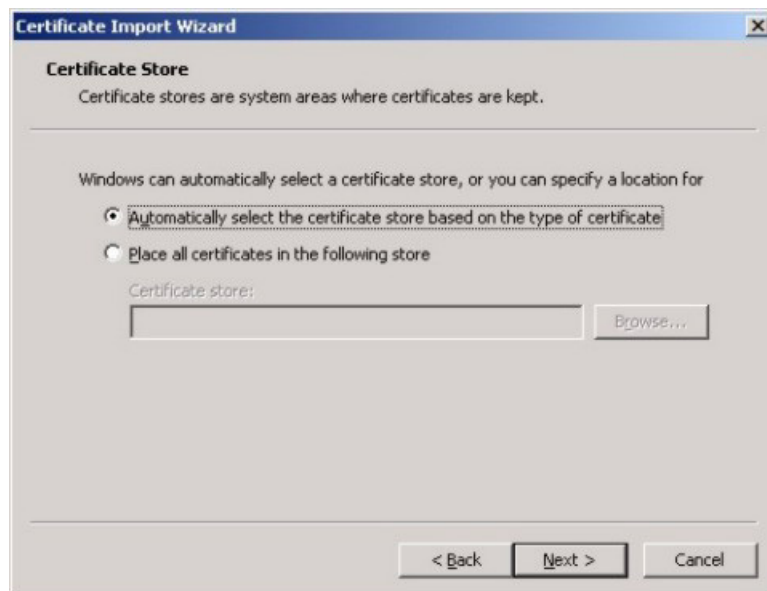 Certificate Import Wizard
Certificate Store
Certificate stores are system areas where certificates are kept.
Windows can automatically select a certificate store, or you can specify a location for
Automatically select the certificate store based on the type of certificate
Place all certificates in the following store
Certificate store:
Browse...
< Back
Next >
Cancel